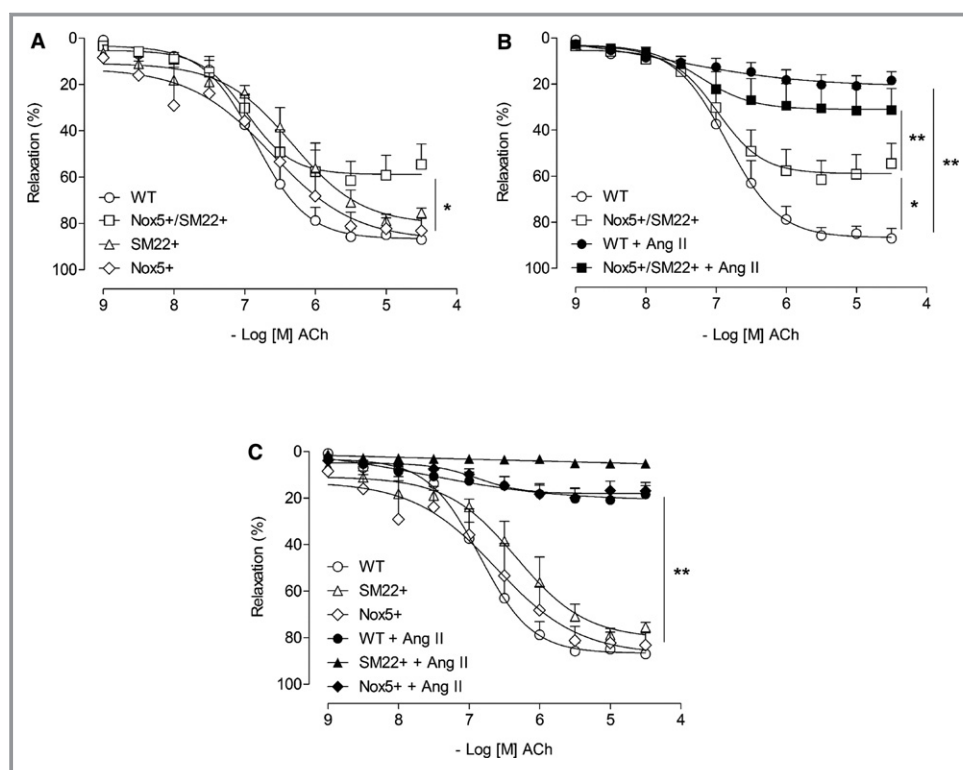 A
0
20
40
60
80
100
Relaxation (%)
WT
Nox5+/SM22+
SM22+
Nox5+
*
9 8 7 6 5 4
- Log [M] ACh
B
0
20
40
60
80
100
Relaxation (%)
WT
Nox5+/SM22+
WT + Ang II
Nox5+/SM22+ + Ang II
**
**
*
9 8 7 6 5 4
- Log [M] ACh
C
0
20
40
60
80
100
Relaxation (%)
WT
SM22+
Nox5+
WT + Ang II
SM22+ + Ang II
Nox5+ + Ang II
**
9 8 7 6 5 4
- Log [M] ACh